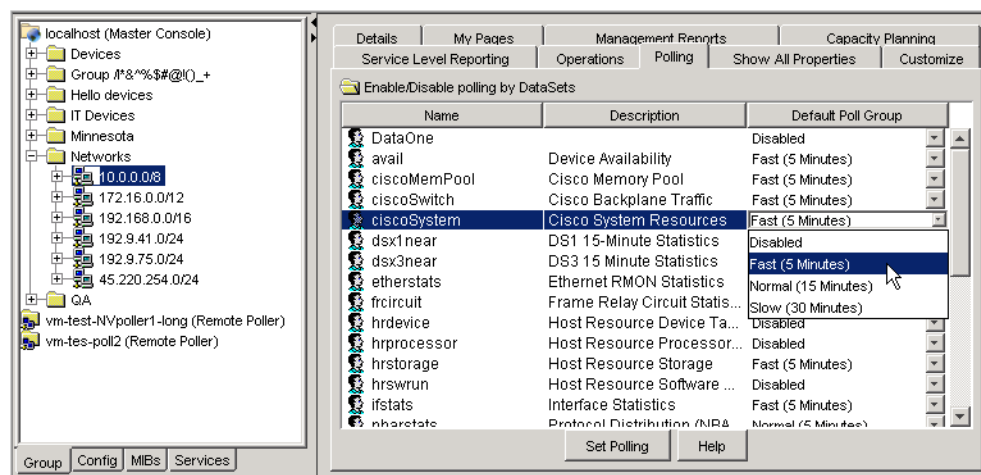 localhost (Master Console)
Devices
Group /!*&^%$#@!()_+
Hello devices
IT Devices
Minnesota
Networks
10.0.0.0/8
172.16.0.0/12
192.168.0.0/16
192.9.41.0/24
192.9.75.0/24
45.220.254.0/24
QA
vm-test-NVpoller1-long (Remote Poller)
vm-tes-poll2 (Remote Poller)
Group Config MIBs Services
Details My Pages Management Reports Capacity Planning
Service Level Reporting Operations Polling Show All Properties Customize
Enable/Disable polling by DataSets
Name Description Default Poll Group
DataOne Disabled
avail Device Availability Fast (5 Minutes)
ciscoMemPool Cisco Memory Pool Fast (5 Minutes)
ciscoSwitch Cisco Backplane Traffic Fast (5 Minutes)
ciscoSystem Cisco System Resources Fast (5 Minutes)
dsx1near DS1 15-Minute Statistics
dsx3near DS3 15 Minute Statistics
etherstats Ethernet RMON Statistics
frcircuit Frame Relay Circuit Statis...
Disabled
Fast (5 Minutes)
Normal (15 Minutes)
Slow (30 Minutes)
hrdevice Host Resource Device Ta... Disabled
hrprocessor Host Resource Processor... Disabled
hrstorage Host Resource Storage Fast (5 Minutes)
hrswrun Host Resource Software ... Disabled
ifstats Interface Statistics Fast (5 Minutes)
nbarstats Protocol Distribution (NBA... Normal (5 Minutes)
Set Polling Help